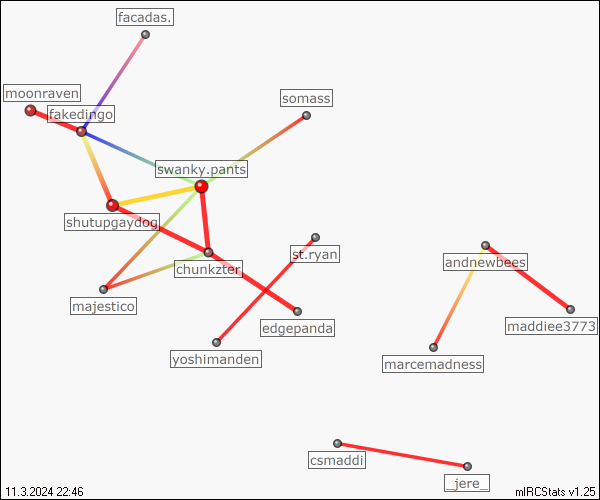 facadas.
moonraven
somass
fakedingo
swanky.pants
shutupgaydog
st.ryan
andnewbees
chunkzter
majestico
edgepanda
maddiee3773
yoshimanden
marcemadness
csmaddi
_jere_
11.3.2024 22:46
mIRCStats v1.25